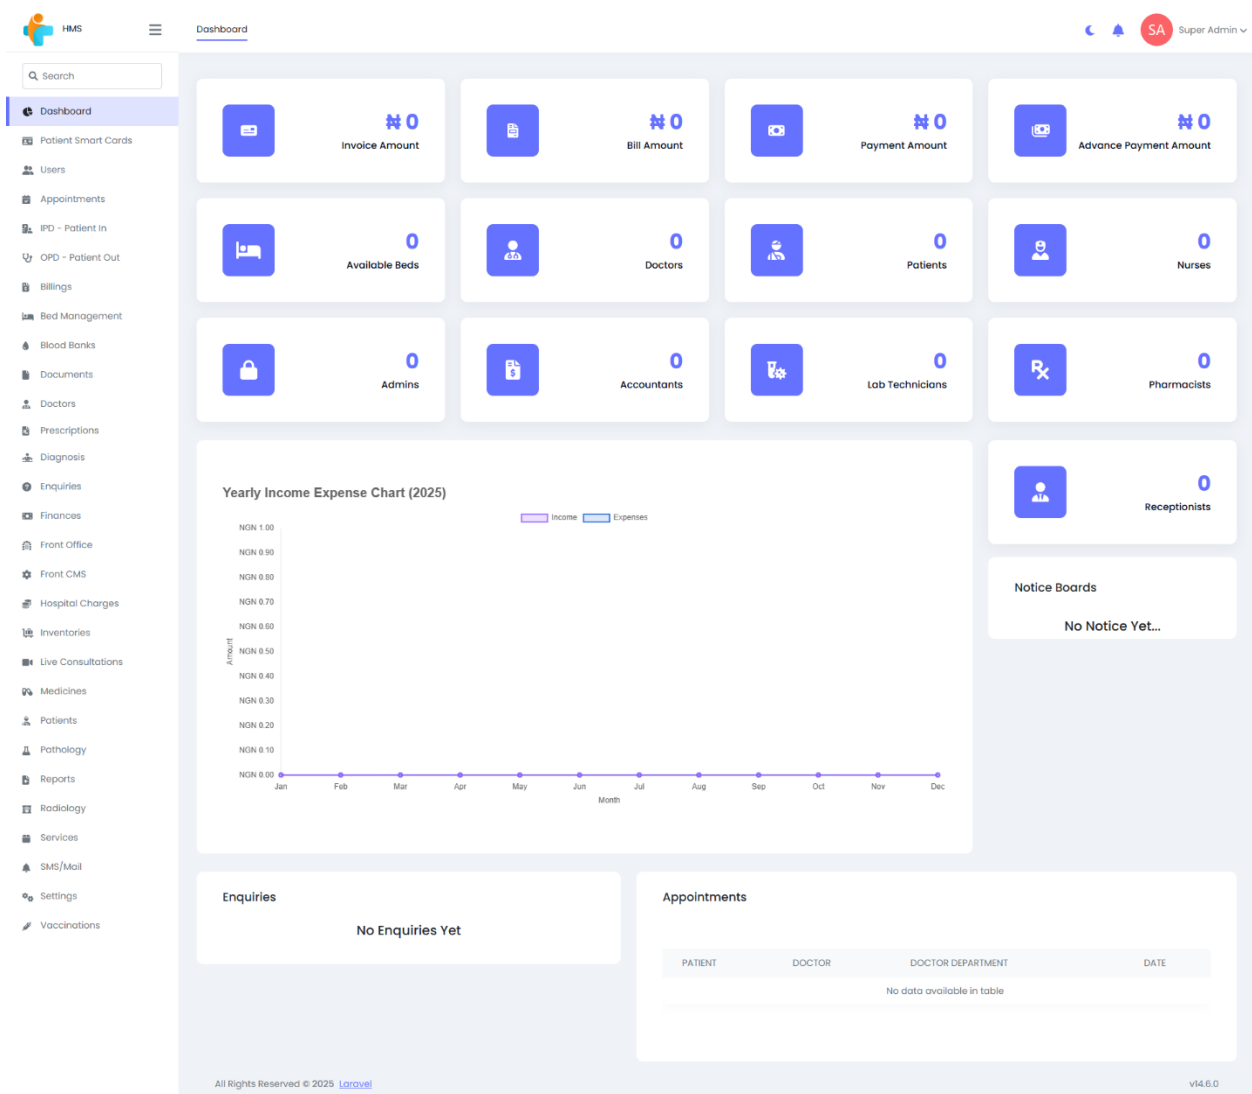 HMS
Dashboard
SA
Super Admin
Search
Dashboard
Patient Smart Cards
Users
Appointments
IPD - Patient In
OPD - Patient Out
Billings
Bed Management
Blood Banks
Documents
Doctors
Prescriptions
Diagnosis
Enquiries
Finances
Front Office
Front CMS
Hospital Charges
Inventories
Live Consultations
Medicines
Patients
Pathology
Reports
Radiology
Services
SMS/Mail
Settings
Vaccinations
₦ 0
Invoice Amount
₦ 0
Bill Amount
₦ 0
Payment Amount
₦ 0
Advance Payment Amount
0
Available Beds
0
Doctors
0
Patients
0
Nurses
0
Admins
0
Accountants
0
Lab Technicians
0
Pharmacists
Yearly Income Expense Chart (2025)
Income
Expenses
NGN 1.00
NGN 0.90
NGN 0.80
NGN 0.70
NGN 0.60
NGN 0.50
NGN 0.40
NGN 0.30
NGN 0.20
NGN 0.10
NGN 0.00
Amount
Jan Feb Mar Apr May Jun Jul Aug Sep Oct Nov Dec
Month
0
Receptionists
Notice Boards
No Notice Yet...
Enquiries
No Enquiries Yet
Appointments
PATIENT DOCTOR DOCTOR DEPARTMENT DATE
No data available in table
All Rights Reserved © 2025 Laravel
v14.6.0